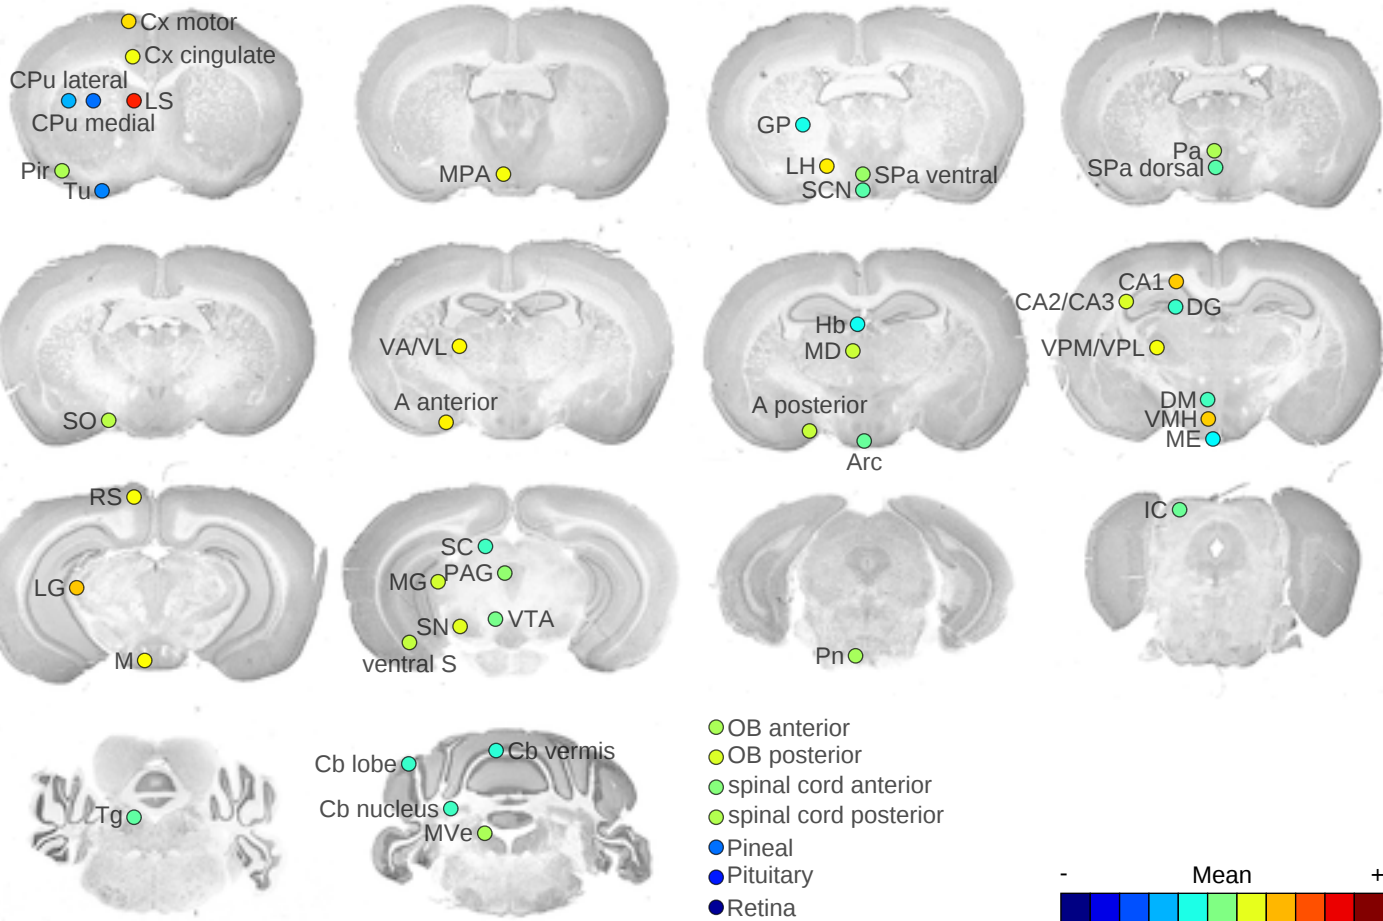 Cx motor
Cx cingulate
CPu lateral
LS
CPu medial
Pir
Tu
MPA
GP
LH
SPa ventral
SCN
Pa
SPa dorsal
SO
VA/VL
A anterior
Hb
MD
A posterior
Arc
CA1
CA2/CA3
DG
VPM/VPL
DM
VMH
ME
RS
LG
M
SC
MG
PAG
SN
VTA
ventral S
Pn
IC
Tg
Cb lobe
Cb vermis
Cb nucleus
MVe
OB anterior
OB posterior
spinal cord anterior
spinal cord posterior
Pineal
Pituitary
Retina
- Mean +